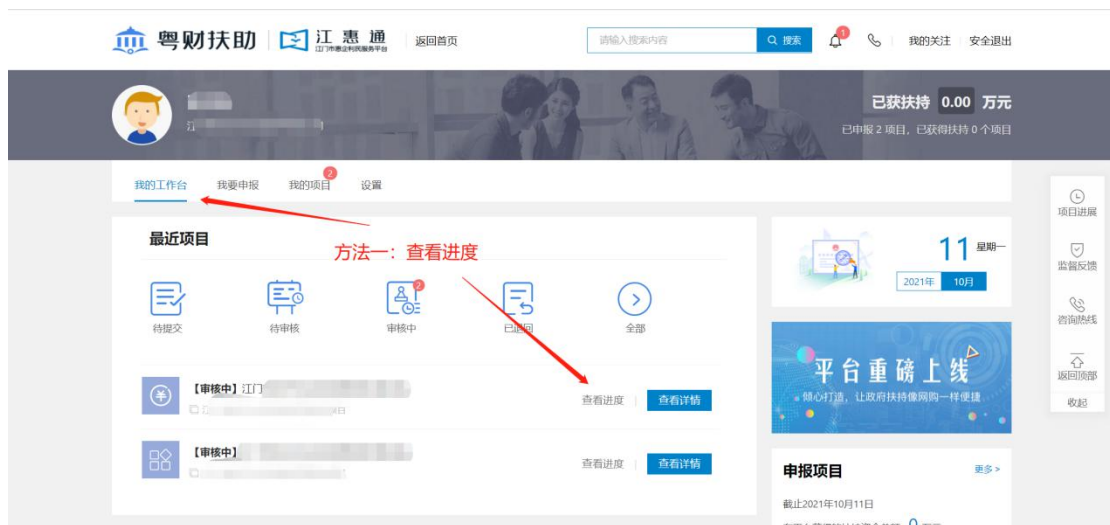 粤财扶助 江惠通 返回首页 请输入搜索内容 搜索 1 我的关注 安全退出
江门市惠企利民服务平台
已获扶持 0.00 万元
已申报 2 项目，已获得扶持 0 个项目
我的工作台 我要申报 我的项目 2 设置
最近项目
方法一：查看进度
待提交 待审核 审核中 2 已退回 全部
【审核中】江门
查看进度 查看详情
【审核中】
查看进度 查看详情
11 星期一
2021年 10月
平台重磅上线
倾心打造，让政府扶持像网购一样便捷
申报项目 更多 >
截止2021年10月11日
项目进展
监督反馈
咨询热线
返回顶部
收起